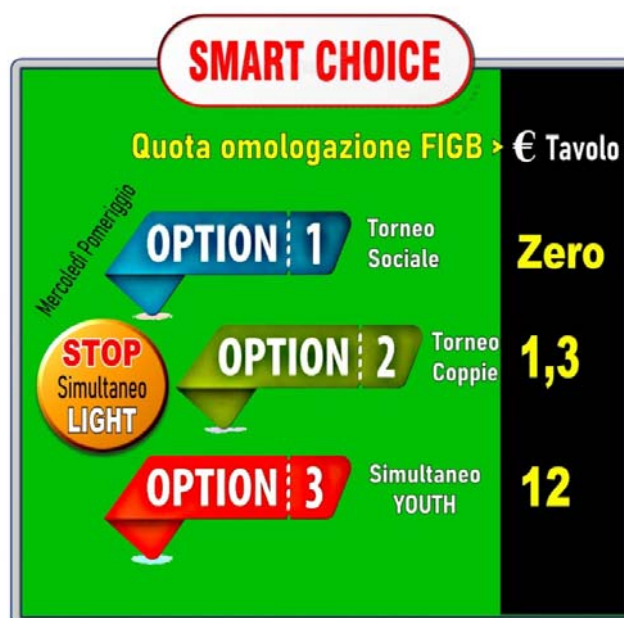 SMART CHOICE
Quota omologazione FIGB > € Tavolo
Mercoledì Pomeriggio
OPTION 1
Torneo
Sociale
Zero
STOP
Simultaneo
LIGHT
OPTION 2
Torneo
Coppie
1,3
OPTION 3
Simultaneo
YOUTH
12